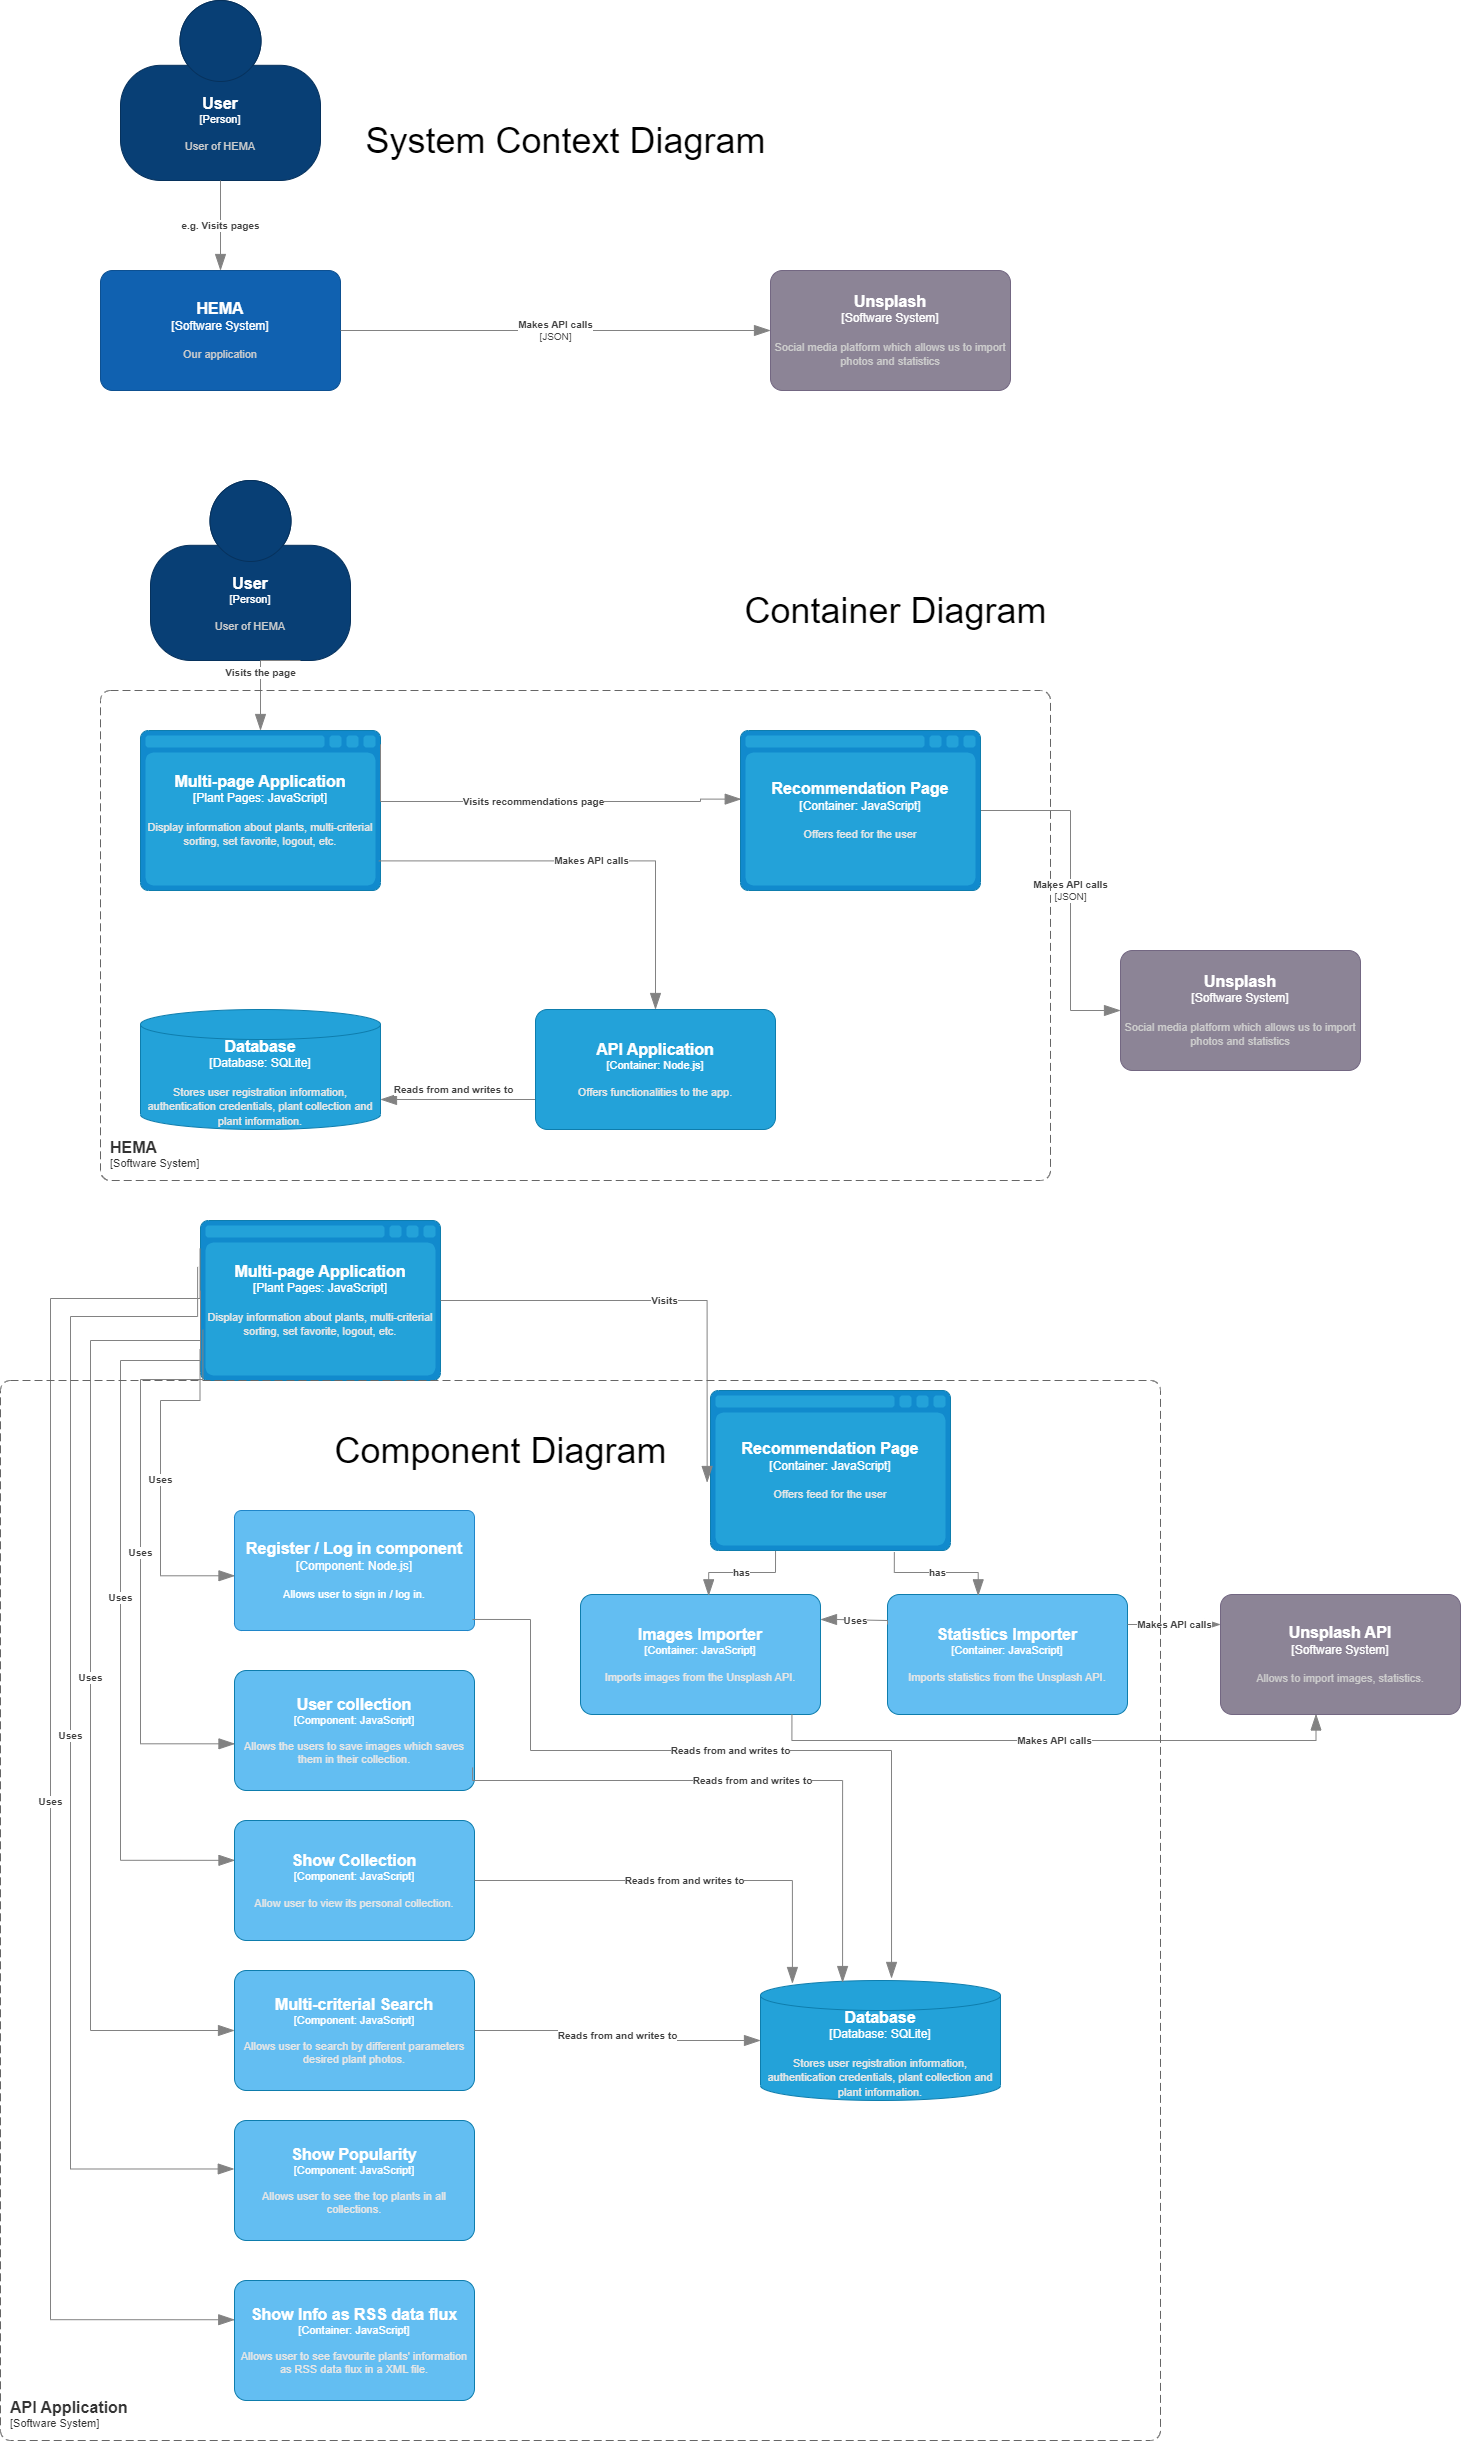 User
[Person]
User of HEMA
System Context Diagram
e.g. Visits pages
HEMA
[Software System]
Our application
Makes API calls
[JSON]
Unsplash
[Software System]
Social media platform which allows us to import
photos and statistics
User
[Person]
User of HEMA
Container Diagram
Visits the page
Multi-page Application
[Plant Pages: JavaScript]
Display information about plants, multi-criterial
sorting, set favorite, logout, etc.
Visits recommendations page
Recommendation Page
[Container: JavaScript]
Offers feed for the user
Makes API calls
Makes API calls
[JSON]
Unsplash
[Software System]
Social media platform which allows us to import
photos and statistics
Database
[Database: SQLite]
Stores user registration information,
authentication credentials, plant collection and
plant information.
Reads from and writes to
API Application
[Container: Node.js]
Offers functionalities to the app.
HEMA
[Software System]
Multi-page Application
[Plant Pages: JavaScript]
Display information about plants, multi-criterial
sorting, set favorite, logout, etc.
Visits
Component Diagram
Recommendation Page
[Container: JavaScript]
Offers feed for the user
Uses
Register / Log in component
[Component: Node.js]
Allows user to sign in / log in.
Uses
has
has
Uses
Images Importer
[Container: JavaScript]
Imports images from the Unsplash API.
Uses
Statistics Importer
[Container: JavaScript]
Imports statistics from the Unsplash API.
Makes API calls
Unsplash API
[Software System]
Allows to import images, statistics.
Uses
User collection
[Component: JavaScript]
Allows the users to save images which saves
them in their collection.
Uses
Makes API calls
Reads from and writes to
Reads from and writes to
Uses
Show Collection
[Component: JavaScript]
Allow user to view its personal collection.
Reads from and writes to
Multi-criterial Search
[Component: JavaScript]
Allows user to search by different parameters
desired plant photos.
Reads from and writes to
Database
[Database: SQLite]
Stores user registration information,
authentication credentials, plant collection and
plant information.
Show Popularity
[Component: JavaScript]
Allows user to see the top plants in all
collections.
Show Info as RSS data flux
[Container: JavaScript]
Allows user to see favourite plants' information
as RSS data flux in a XML file.
API Application
[Software System]